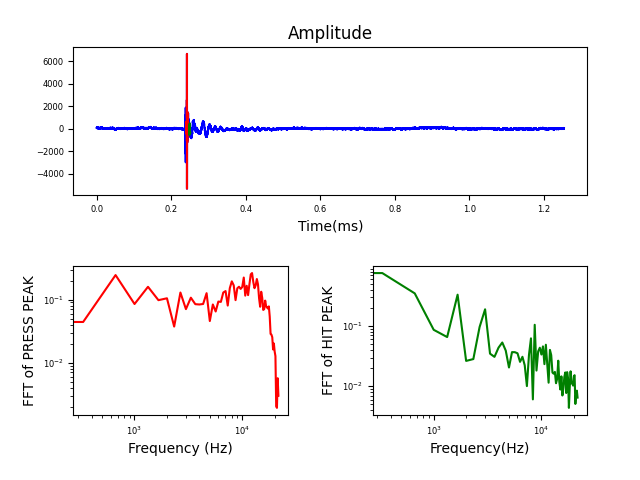 Amplitude
6000
4000
2000
0
−2000
−4000
0.0 0.2 0.4 0.6 0.8 1.0 1.2
Time(ms)
FFT of PRESS PEAK
10⁻¹
10⁻²
10³ 10⁴
Frequency (Hz)
FFT of HIT PEAK
10⁻¹
10⁻²
10³ 10⁴
Frequency(Hz)